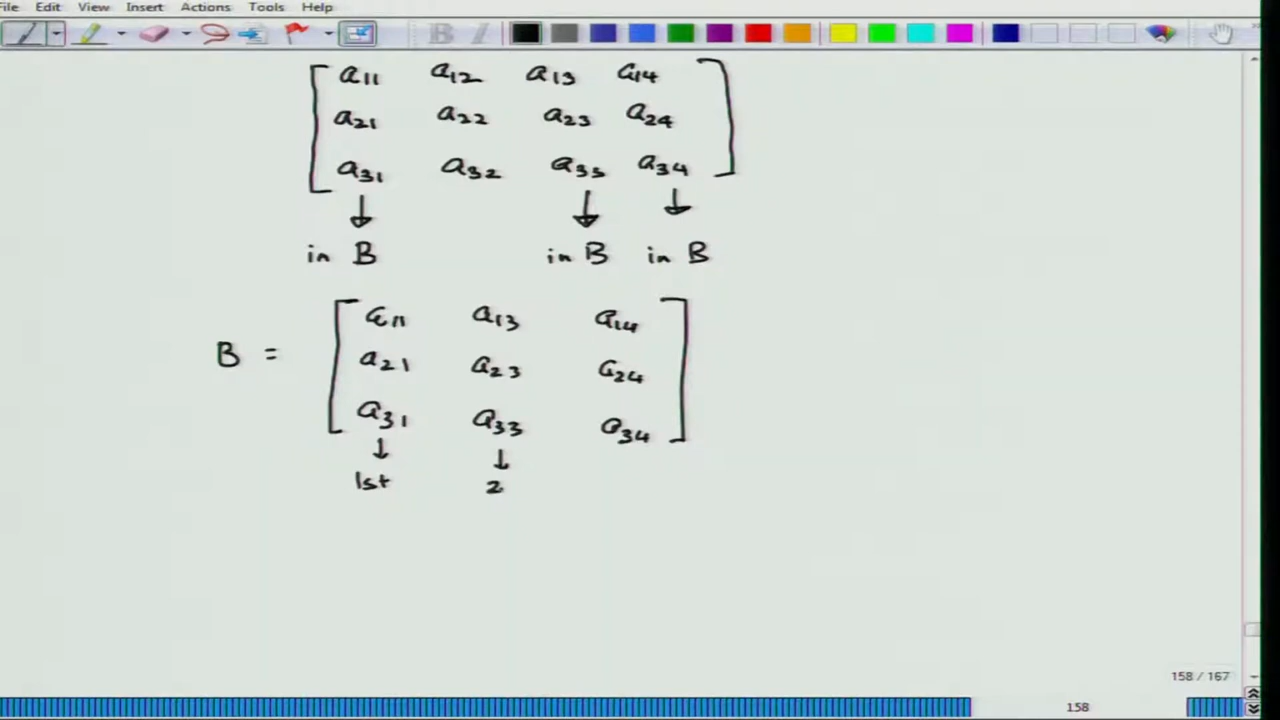 File Edit View Insert Actions Tools Help
a11 a12 a13 a14
a21 a22 a23 a24
a31 a32 a33 a34
in B in B in B
a11 a13 a14
B = a21 a23 a24
a31 a33 a34
1st 2
158 / 167
158